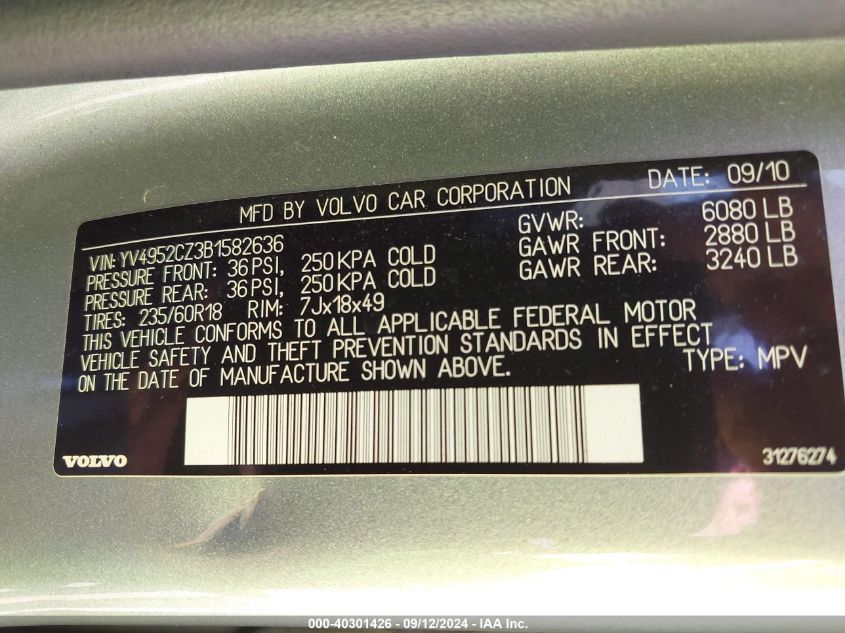 MFD BY VOLVO CAR CORPORATION DATE: 09/10
VIN: YV4952CZ3B1582636 GVWR: 6080 LB
PRESSURE FRONT: 36 PSI, 250 KPA COLD GAWR FRONT: 2880 LB
PRESSURE REAR: 36 PSI, 250 KPA COLD GAWR REAR: 3240 LB
TIRES: 235/60R18 RIM: 7Jx18x49
THIS VEHICLE CONFORMS TO ALL APPLICABLE FEDERAL MOTOR
VEHICLE SAFETY AND THEFT PREVENTION STANDARDS IN EFFECT
ON THE DATE OF MANUFACTURE SHOWN ABOVE. TYPE: MPV
VOLVO 31276274
000-40301426 - 09/12/2024 - IAA Inc.